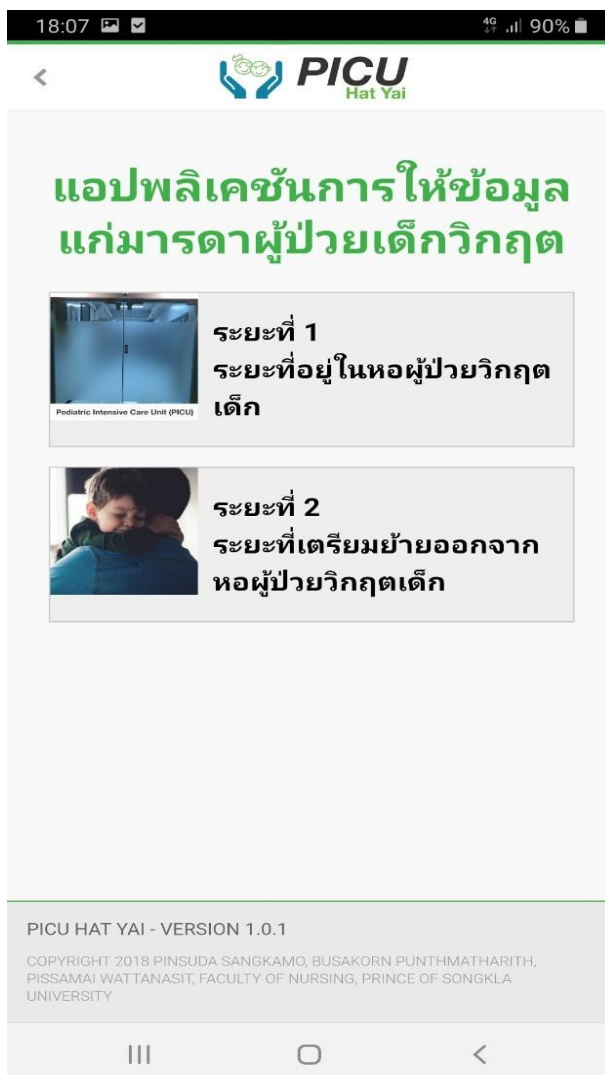 18:07
4G
90%
PICU
Hat Yai
แอปพลิเคชันการให้ข้อมูล
แก่มารดาผู้ป่วยเด็กวิกฤต
Pediatric Intensive Care Unit (PICU)
ระยะที่ 1
ระยะที่อยู่ในหอผู้ป่วยวิกฤต
เด็ก
ระยะที่ 2
ระยะที่เตรียมย้ายออกจาก
หอผู้ป่วยวิกฤตเด็ก
PICU HAT YAI - VERSION 1.0.1
COPYRIGHT 2018 PINSUDA SANGKAMO, BUSAKORN PUNTHMATHARITH,
PISSAMAI WATTANASIT, FACULTY OF NURSING, PRINCE OF SONGKLA
UNIVERSITY